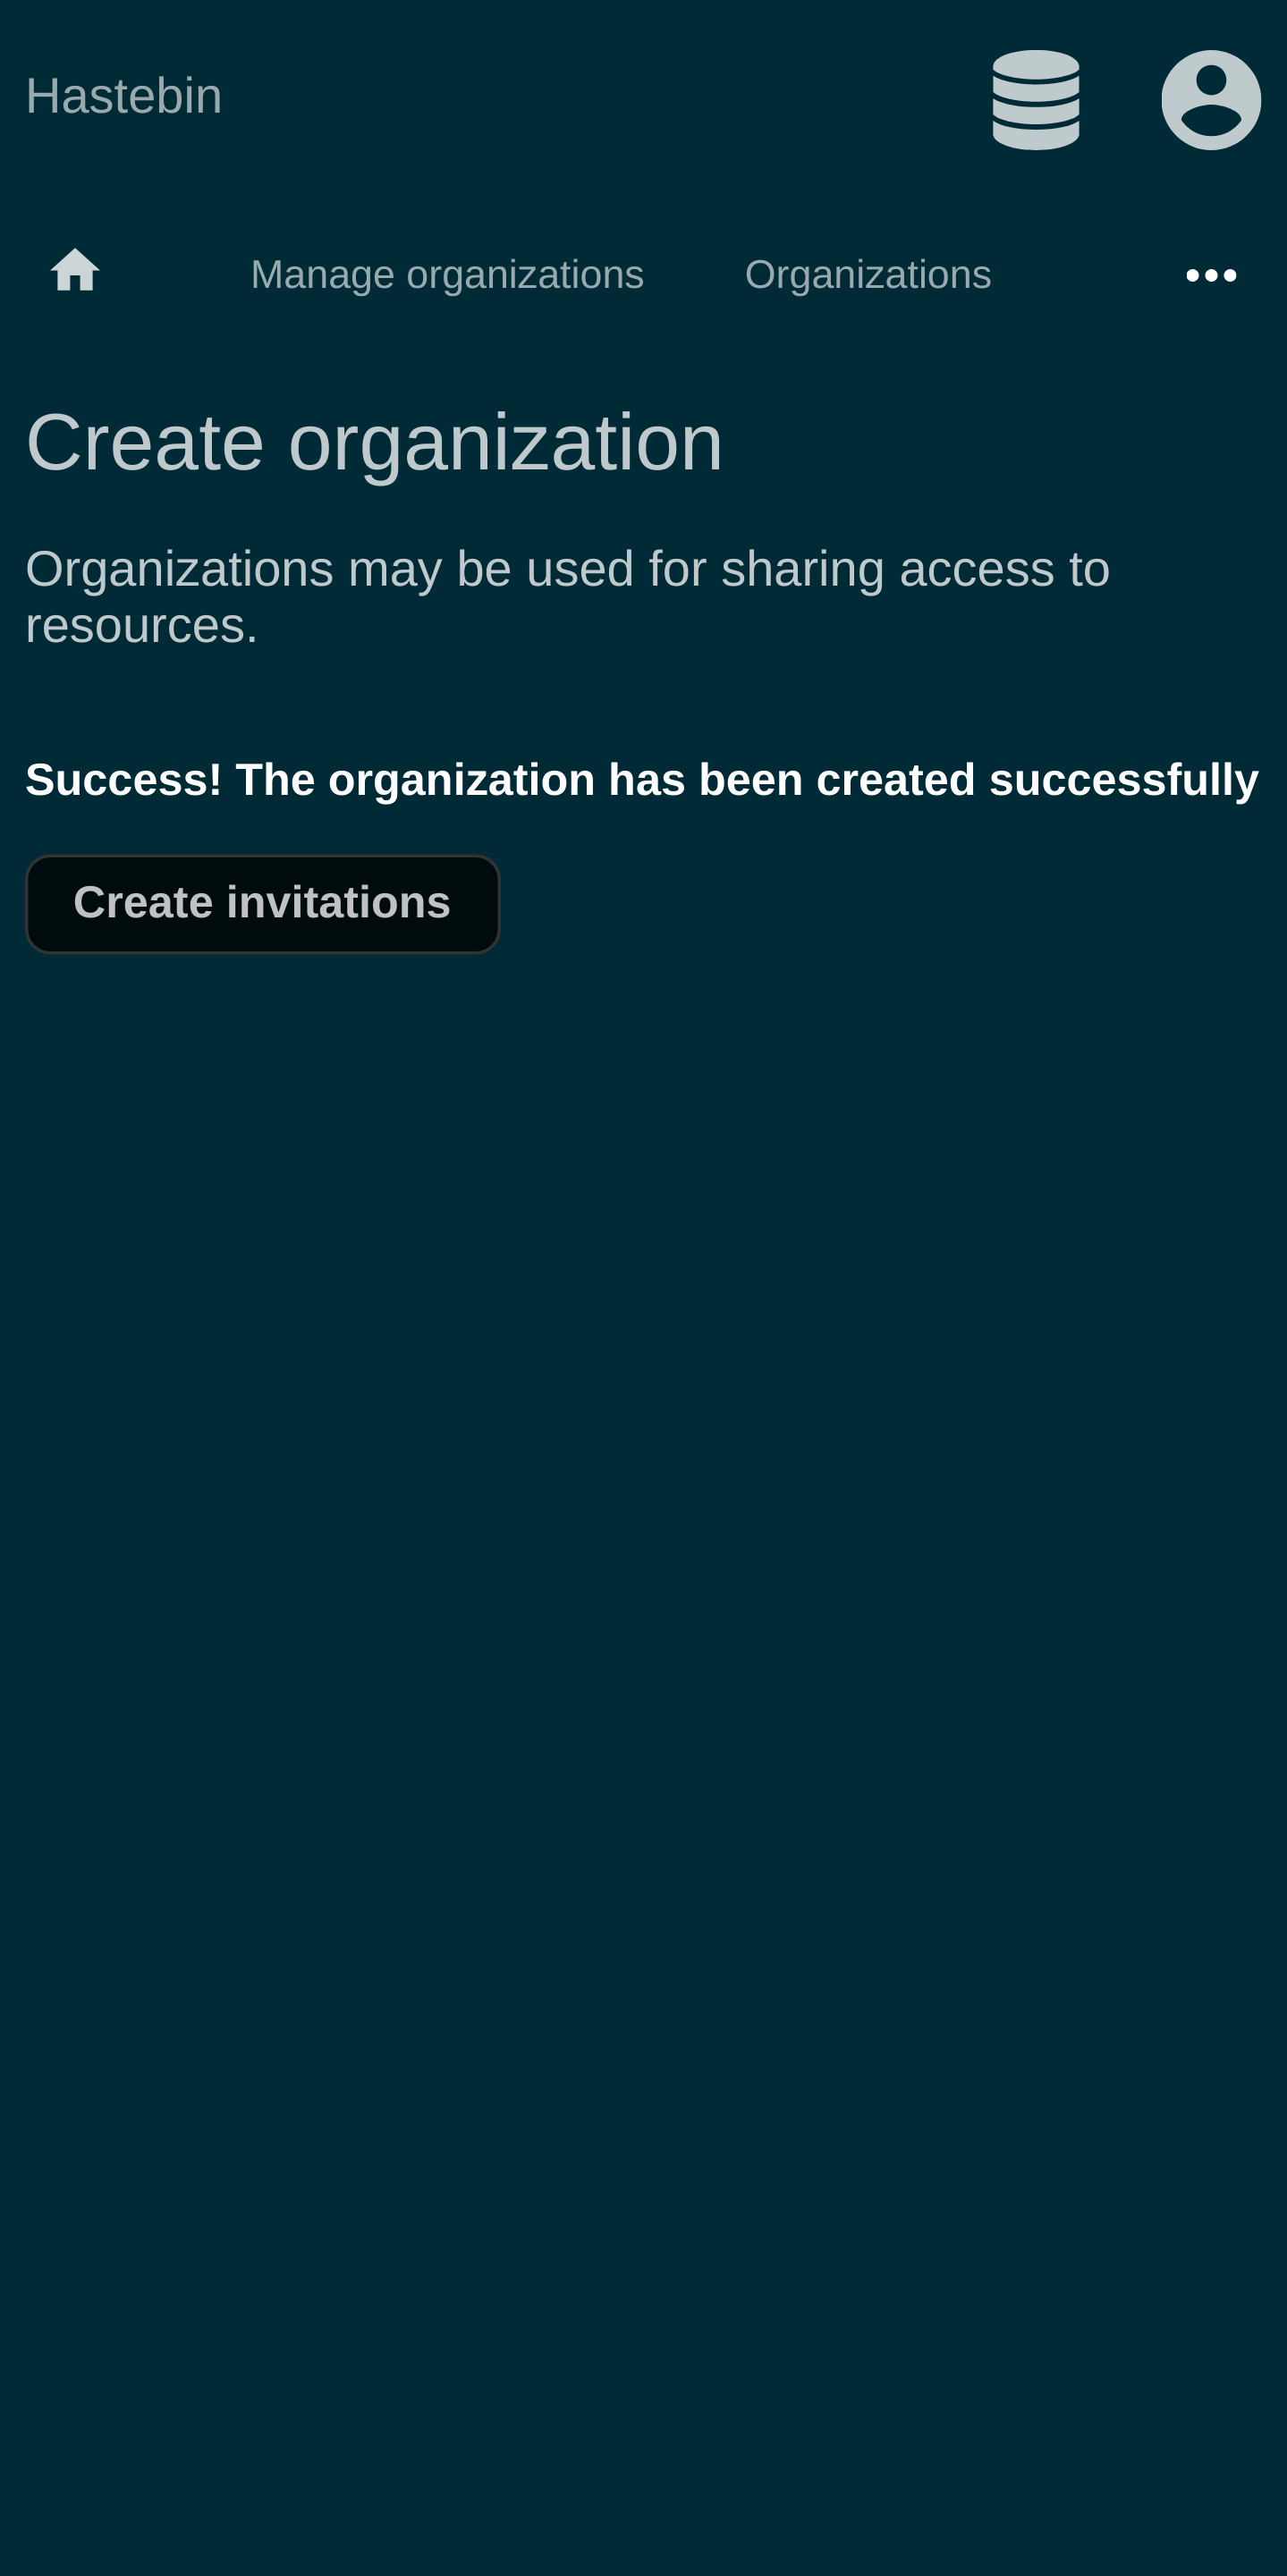 Hastebin
Manage organizations
Organizations
Create organization
Organizations may be used for sharing access to
resources.
Success! The organization has been created successfully
Create invitations